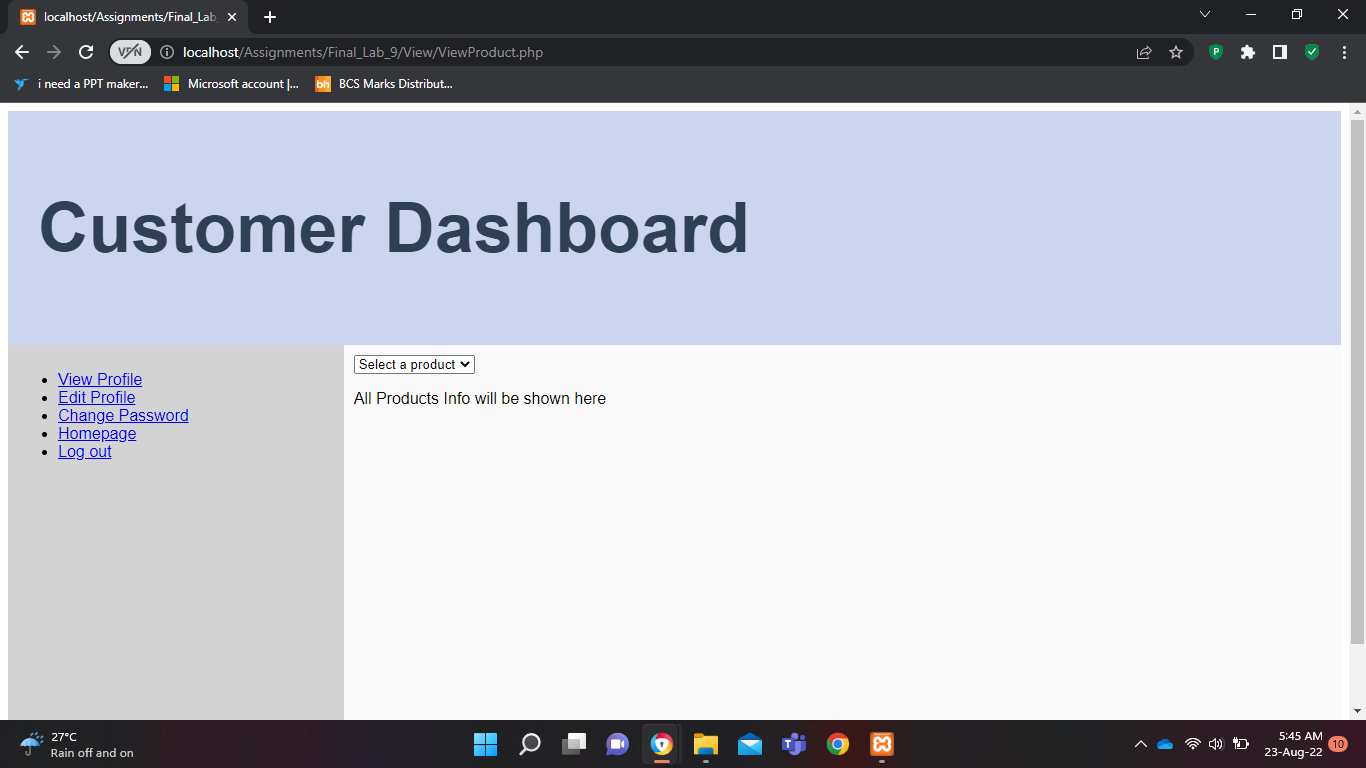 localhost/Assignments/Final_Lab_
VPN
localhost/Assignments/Final_Lab_9/View/ViewProduct.php
i need a PPT maker...
Microsoft account |...
bh
BCS Marks Distribut...
Customer Dashboard
View Profile
Edit Profile
Change Password
Homepage
Log out
Select a product
All Products Info will be shown here
27°C
Rain off and on
5:45 AM
23-Aug-22
10